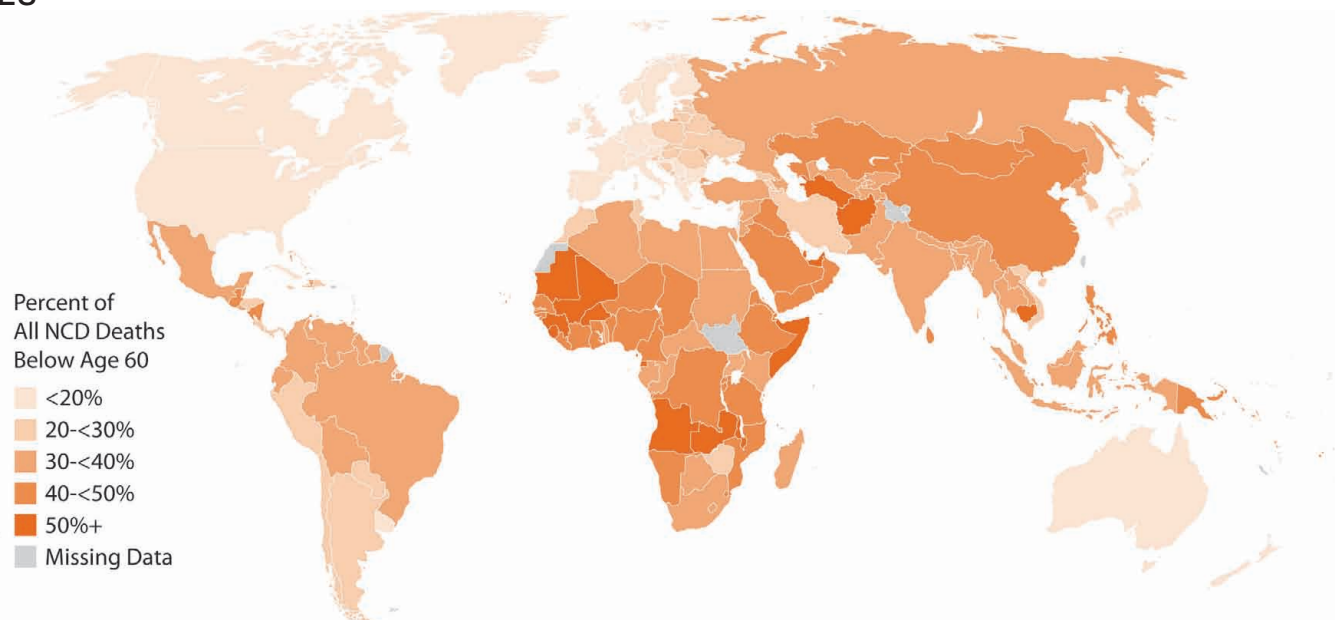 Percent of
All NCD Deaths
Below Age 60
<20%
20-<30%
30-<40%
40-<50%
50%+
Missing Data